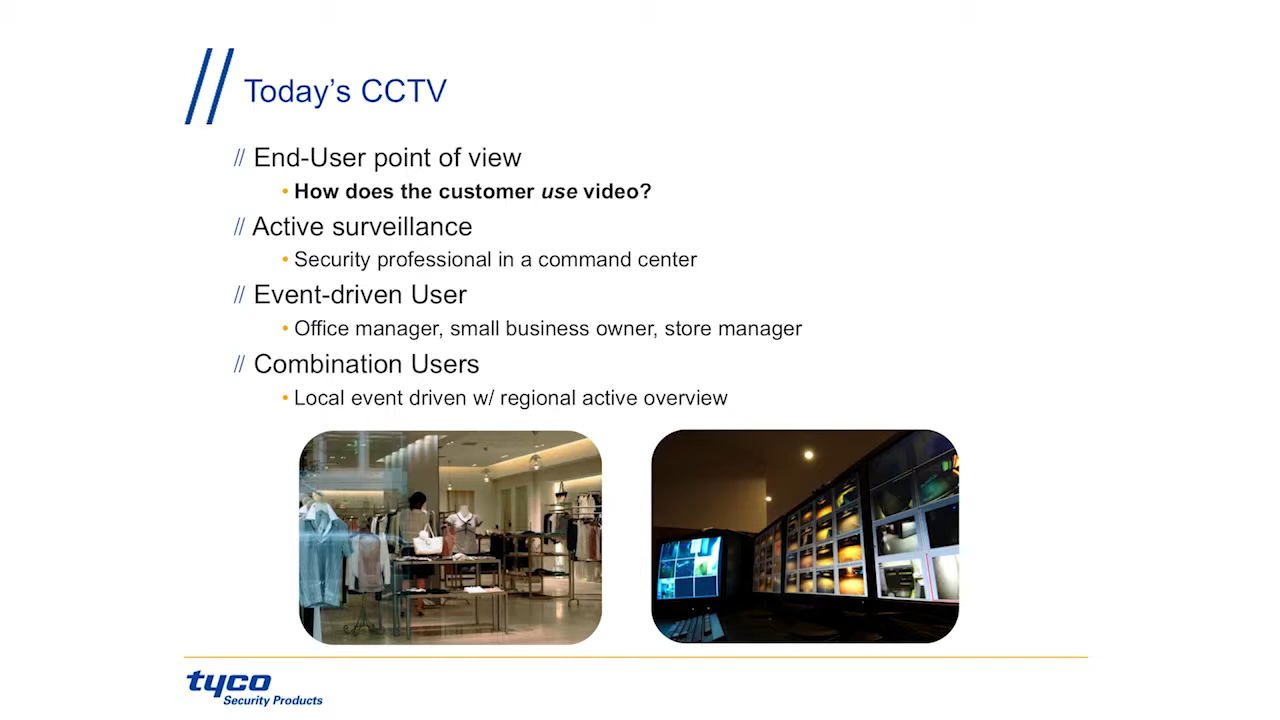 Today's CCTV
// End-User point of view
• How does the customer use video?
// Active surveillance
• Security professional in a command center
// Event-driven User
• Office manager, small business owner, store manager
// Combination Users
• Local event driven w/ regional active overview
tyco
Security Products